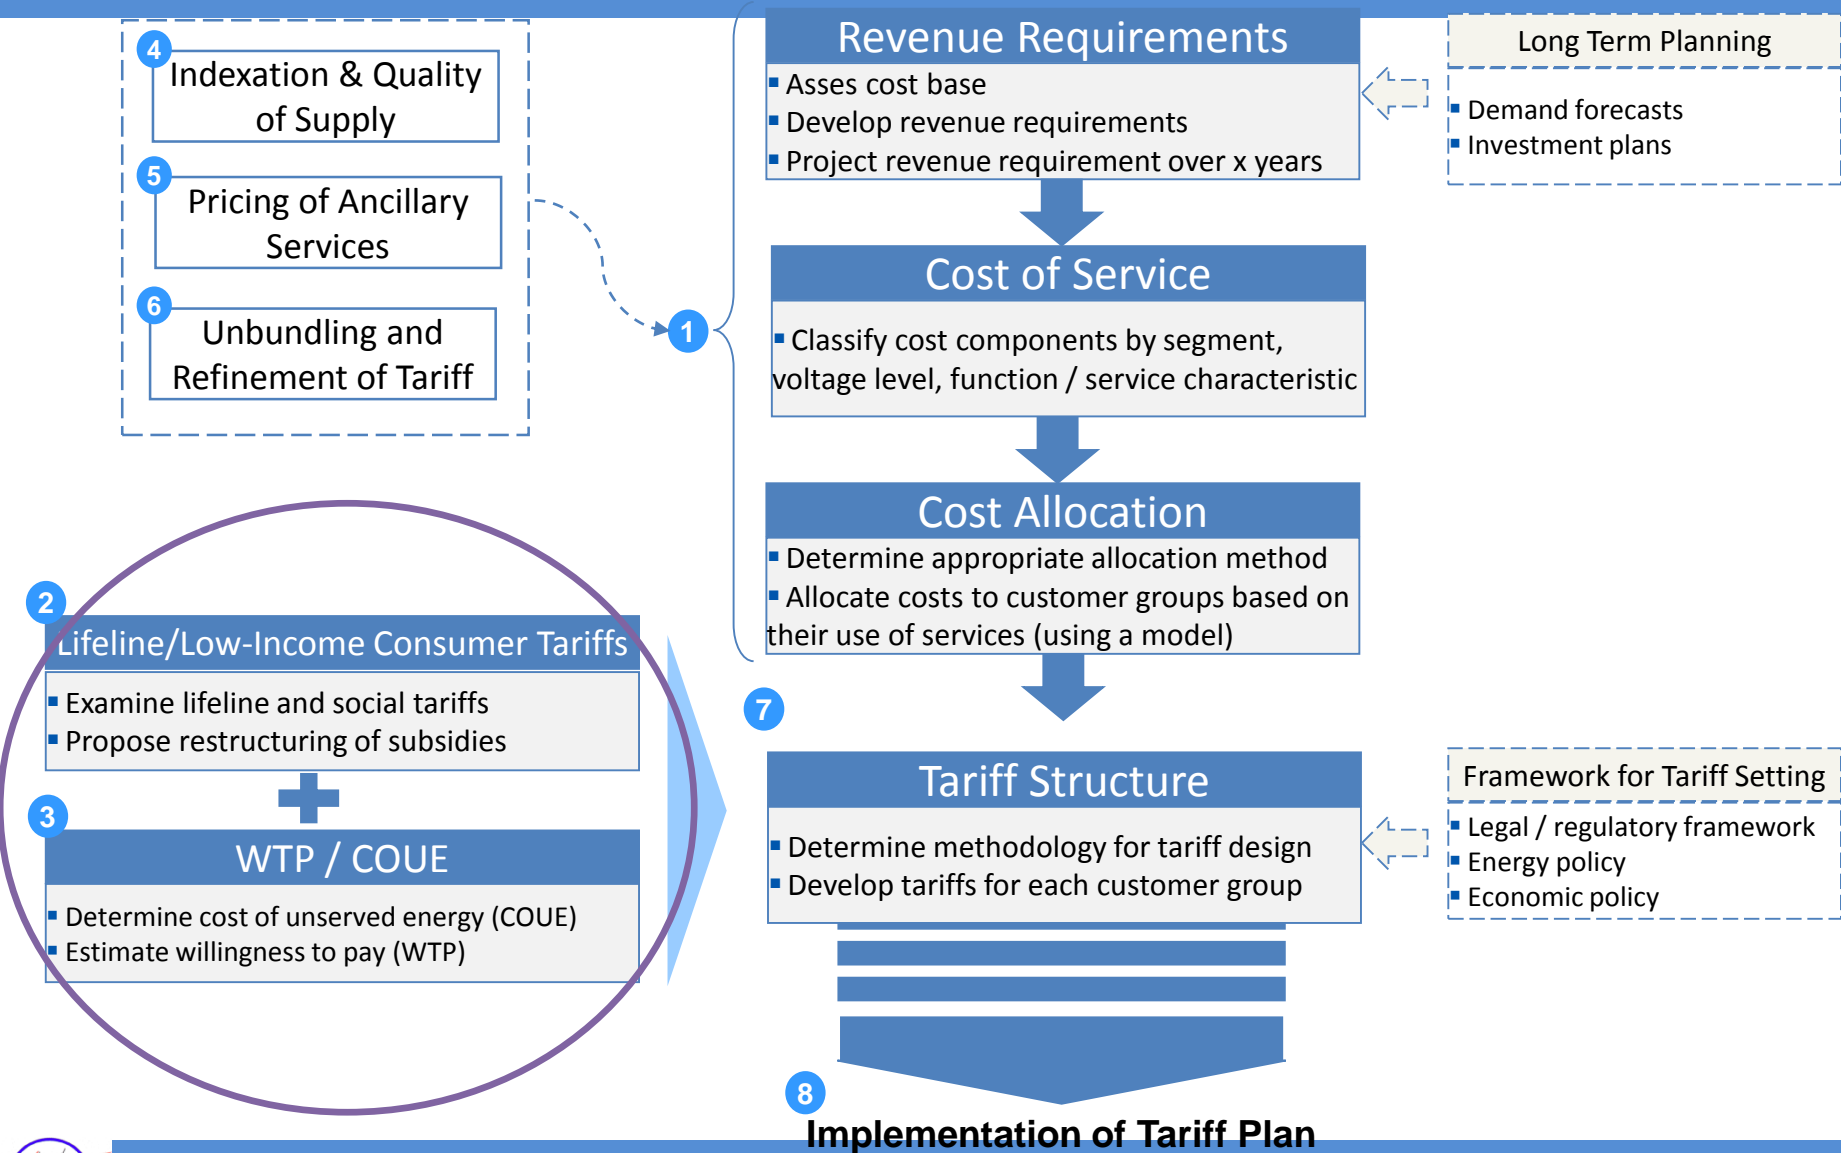 4
Indexation & Quality
of Supply
5
Pricing of Ancillary
Services
6
Unbundling and
Refinement of Tariff
1
Revenue Requirements
▪ Asses cost base
▪ Develop revenue requirements
▪ Project revenue requirement over x years
Long Term Planning
▪ Demand forecasts
▪ Investment plans
Cost of Service
▪ Classify cost components by segment,
voltage level, function / service characteristic
Cost Allocation
▪ Determine appropriate allocation method
▪ Allocate costs to customer groups based on
their use of services (using a model)
2
Lifeline/Low-Income Consumer Tariffs
▪ Examine lifeline and social tariffs
▪ Propose restructuring of subsidies
3
WTP / COUE
▪ Determine cost of unserved energy (COUE)
▪ Estimate willingness to pay (WTP)
7
Tariff Structure
▪ Determine methodology for tariff design
▪ Develop tariffs for each customer group
Framework for Tariff Setting
▪ Legal / regulatory framework
▪ Energy policy
▪ Economic policy
8
Implementation of Tariff Plan